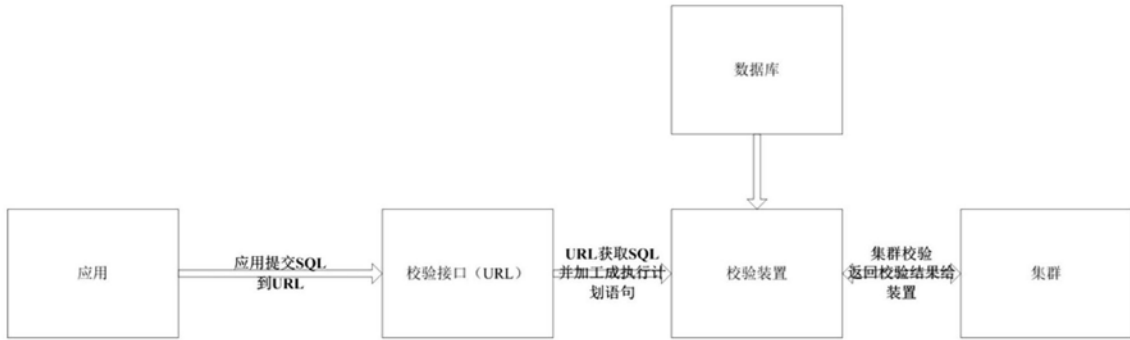 数据库
应用
应用提交SQL
到URL
校验接口（URL）
URL获取SQL
并加工成执行计
划语句
校验装置
集群校验
返回校验结果给
装置
集群